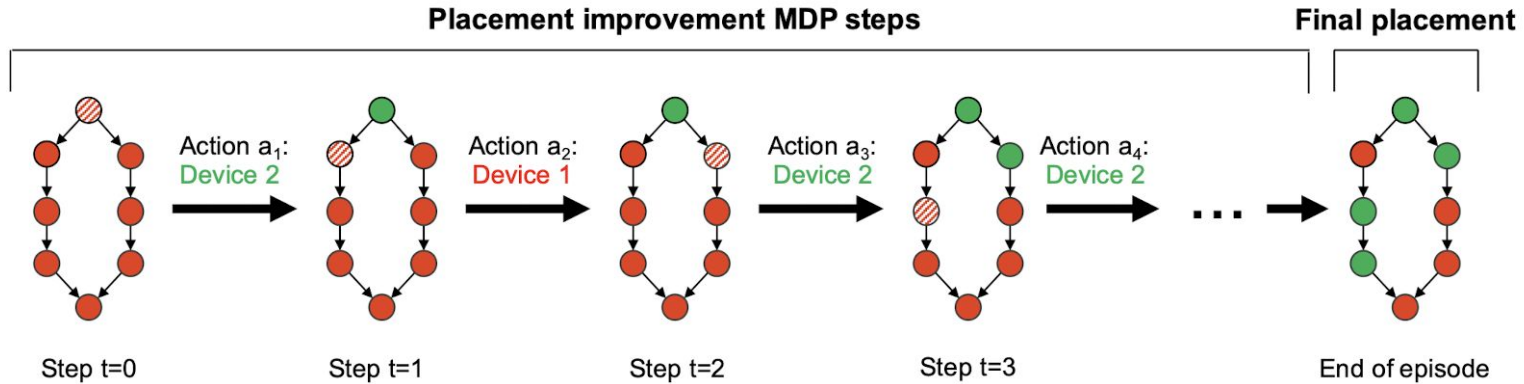 Placement improvement MDP steps
Final placement
Action a₁:
Device 2
Action a₂:
Device 1
Action a₃:
Device 2
Action a₄:
Device 2
...
Step t=0
Step t=1
Step t=2
Step t=3
End of episode